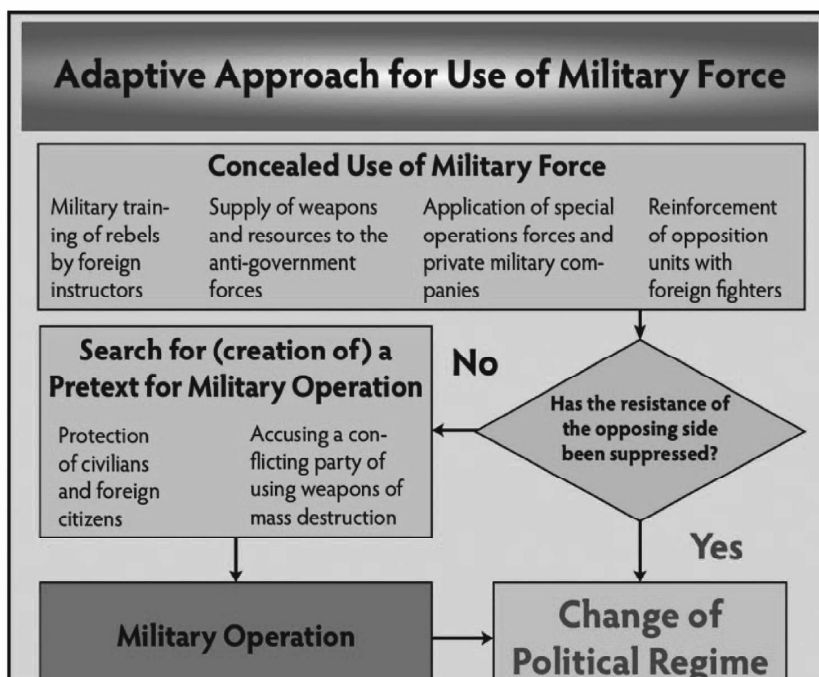 Adaptive Approach for Use of Military Force
Concealed Use of Military Force
Military train-
ing of rebels
by foreign
instructors
Supply of weapons
and resources to the
anti-government
forces
Application of special
operations forces and
private military com-
panies
Reinforcement
of opposition
units with
foreign fighters
Search for (creation of) a
Pretext for Military Operation
Protection
of civilians
and foreign
citizens
Accusing a con-
flicting party of
using weapons of
mass destruction
No
Has the resistance of
the opposing side
been suppressed?
Yes
Military Operation
Change of
Political Regime